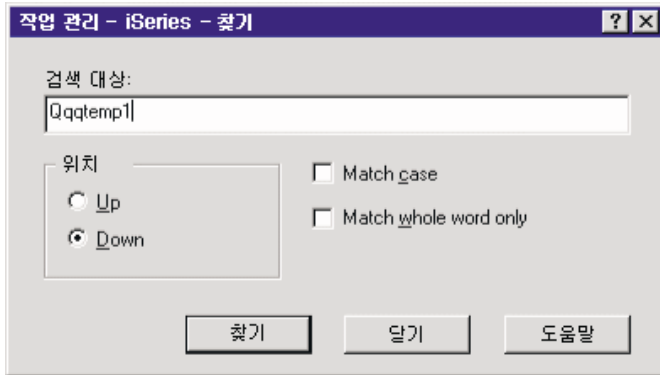 작업 관리 - iSeries - 찾기
검색 대상:
Qqqtemp1
위치
Up
Down
Match case
Match whole word only
찾기
닫기
도움말